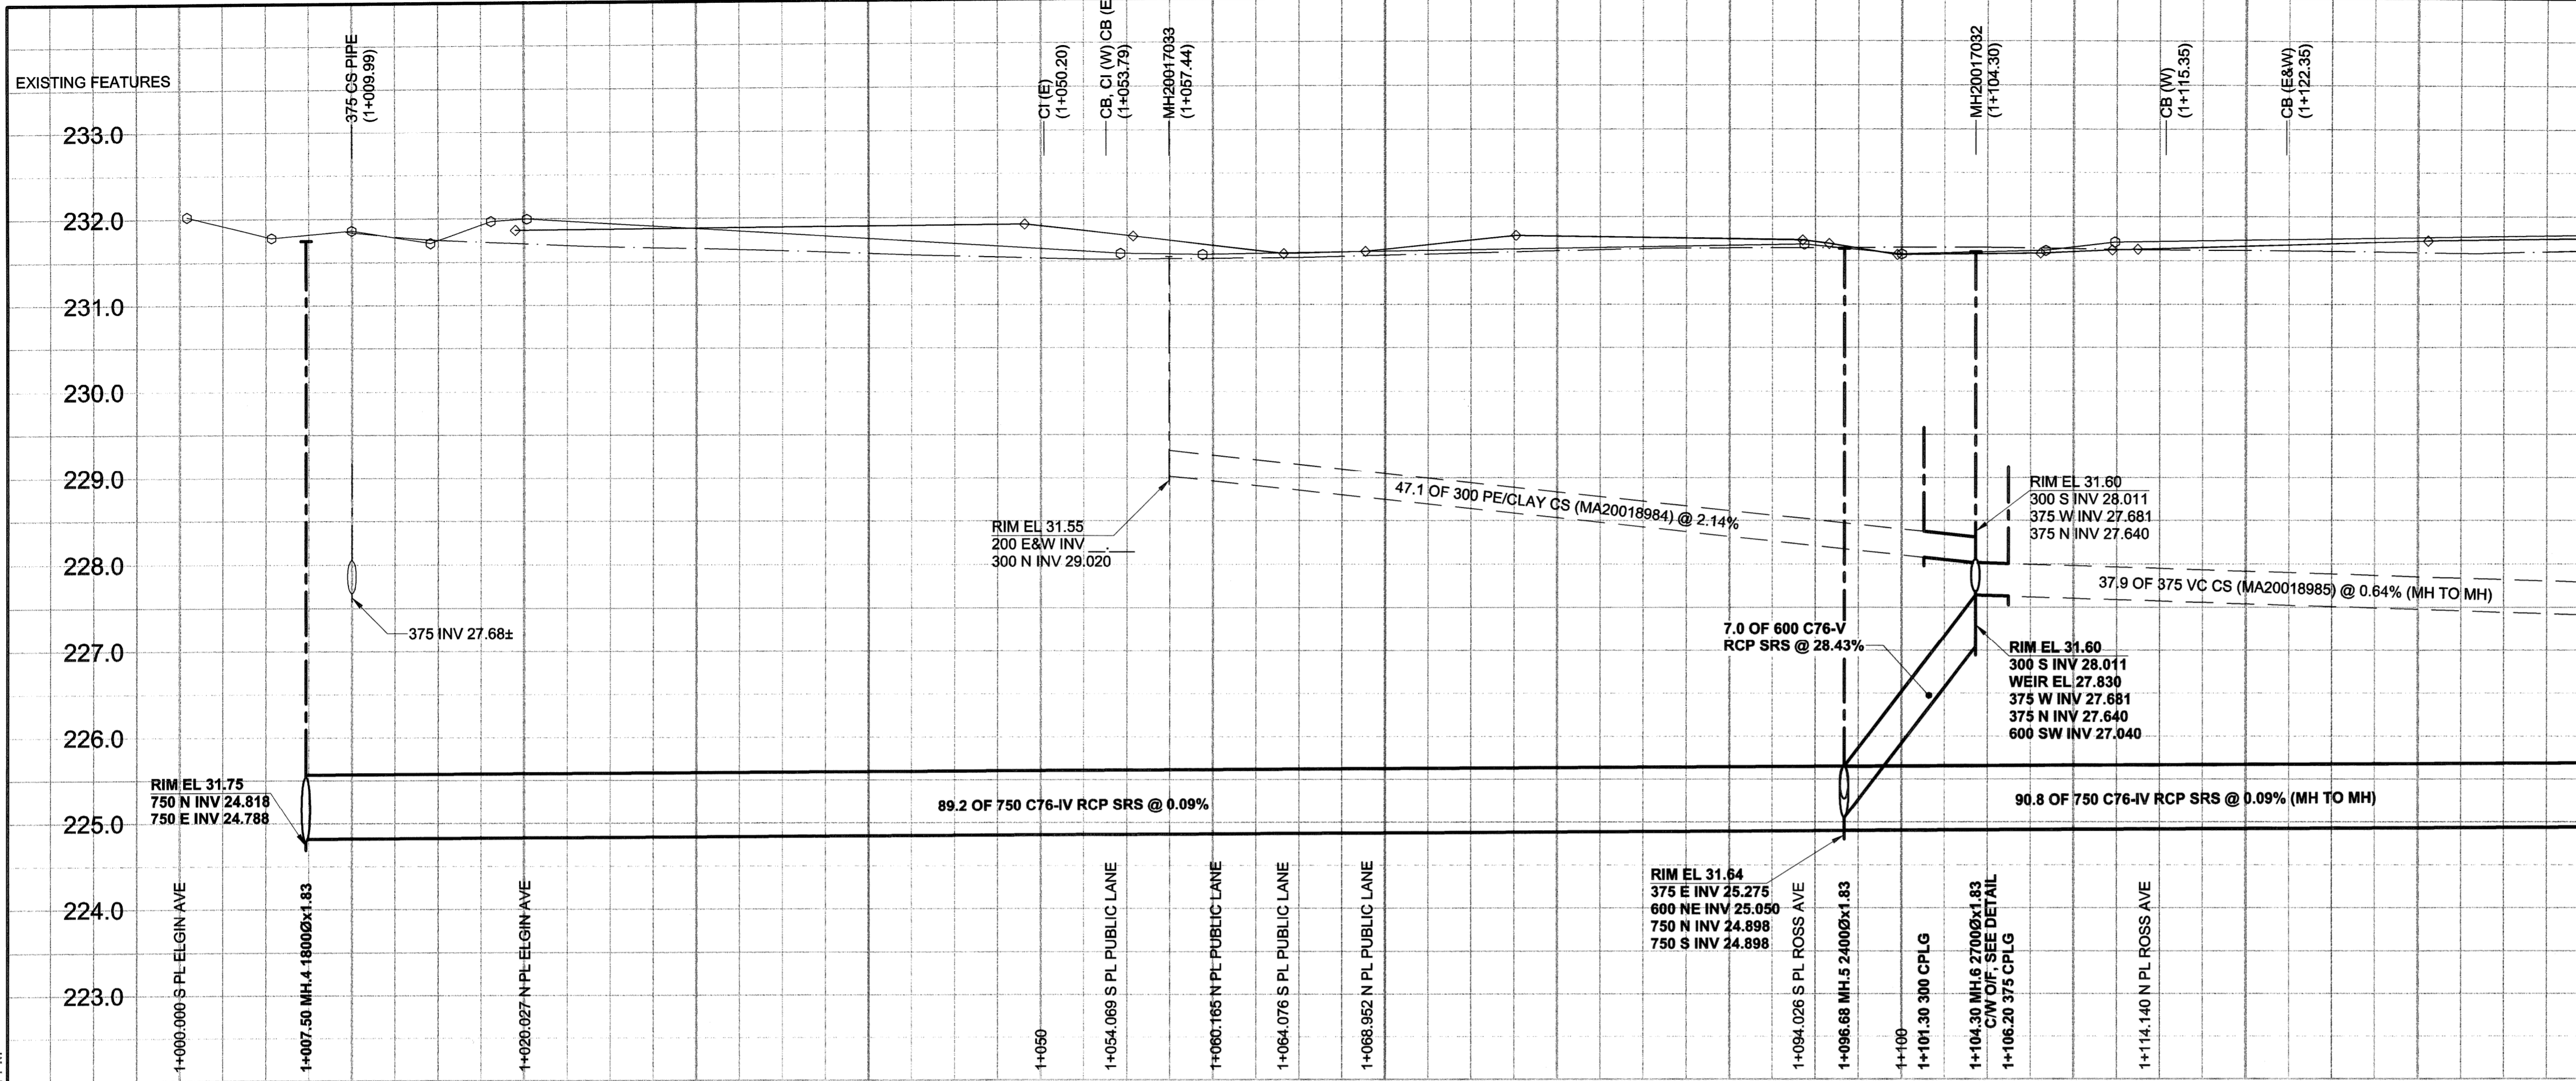 EXISTING FEATURES
375 CS PIPE
(1+009.99)
CI (E)
(1+050.20)
CB, CI (W) CB (E
(1+053.79)
MH20017033
(1+057.44)
MH20017032
(1+104.30)
CB (W)
(1+115.35)
CB (E&W)
(1+122.35)
233.0
232.0
231.0
230.0
229.0
228.0
227.0
226.0
225.0
224.0
223.0
375 INV 27.68±
RIM EL 31.55
200 E&W INV __.___
300 N INV 29.020
47.1 OF 300 PE/CLAY CS (MA20018984) @ 2.14%
RIM EL 31.60
300 S INV 28.011
375 W INV 27.681
375 N INV 27.640
37.9 OF 375 VC CS (MA20018985) @ 0.64% (MH TO MH)
7.0 OF 600 C76-V
RCP SRS @ 28.43%
RIM EL 31.60
300 S INV 28.011
WEIR EL 27.830
375 W INV 27.681
375 N INV 27.640
600 SW INV 27.040
RIM EL 31.75
750 N INV 24.818
750 E INV 24.788
89.2 OF 750 C76-IV RCP SRS @ 0.09%
90.8 OF 750 C76-IV RCP SRS @ 0.09% (MH TO MH)
RIM EL 31.64
375 E INV 25.275
600 NE INV 25.050
750 N INV 24.898
750 S INV 24.898
1+000.000 S PL ELGIN AVE
1+007.50 MH.4 1800Øx1.83
1+020.027 N PL ELGIN AVE
1+050
1+054.069 S PL PUBLIC LANE
1+060.165 N PL PUBLIC LANE
1+064.076 S PL PUBLIC LANE
1+068.952 N PL PUBLIC LANE
1+094.026 S PL ROSS AVE
1+096.68 MH.5 2400Øx1.83
1+100
1+101.30 300 CPLG
1+104.30 MH.6 2700Øx1.83
C/W O/F, SEE DETAIL
1+106.20 375 CPLG
1+114.140 N PL ROSS AVE